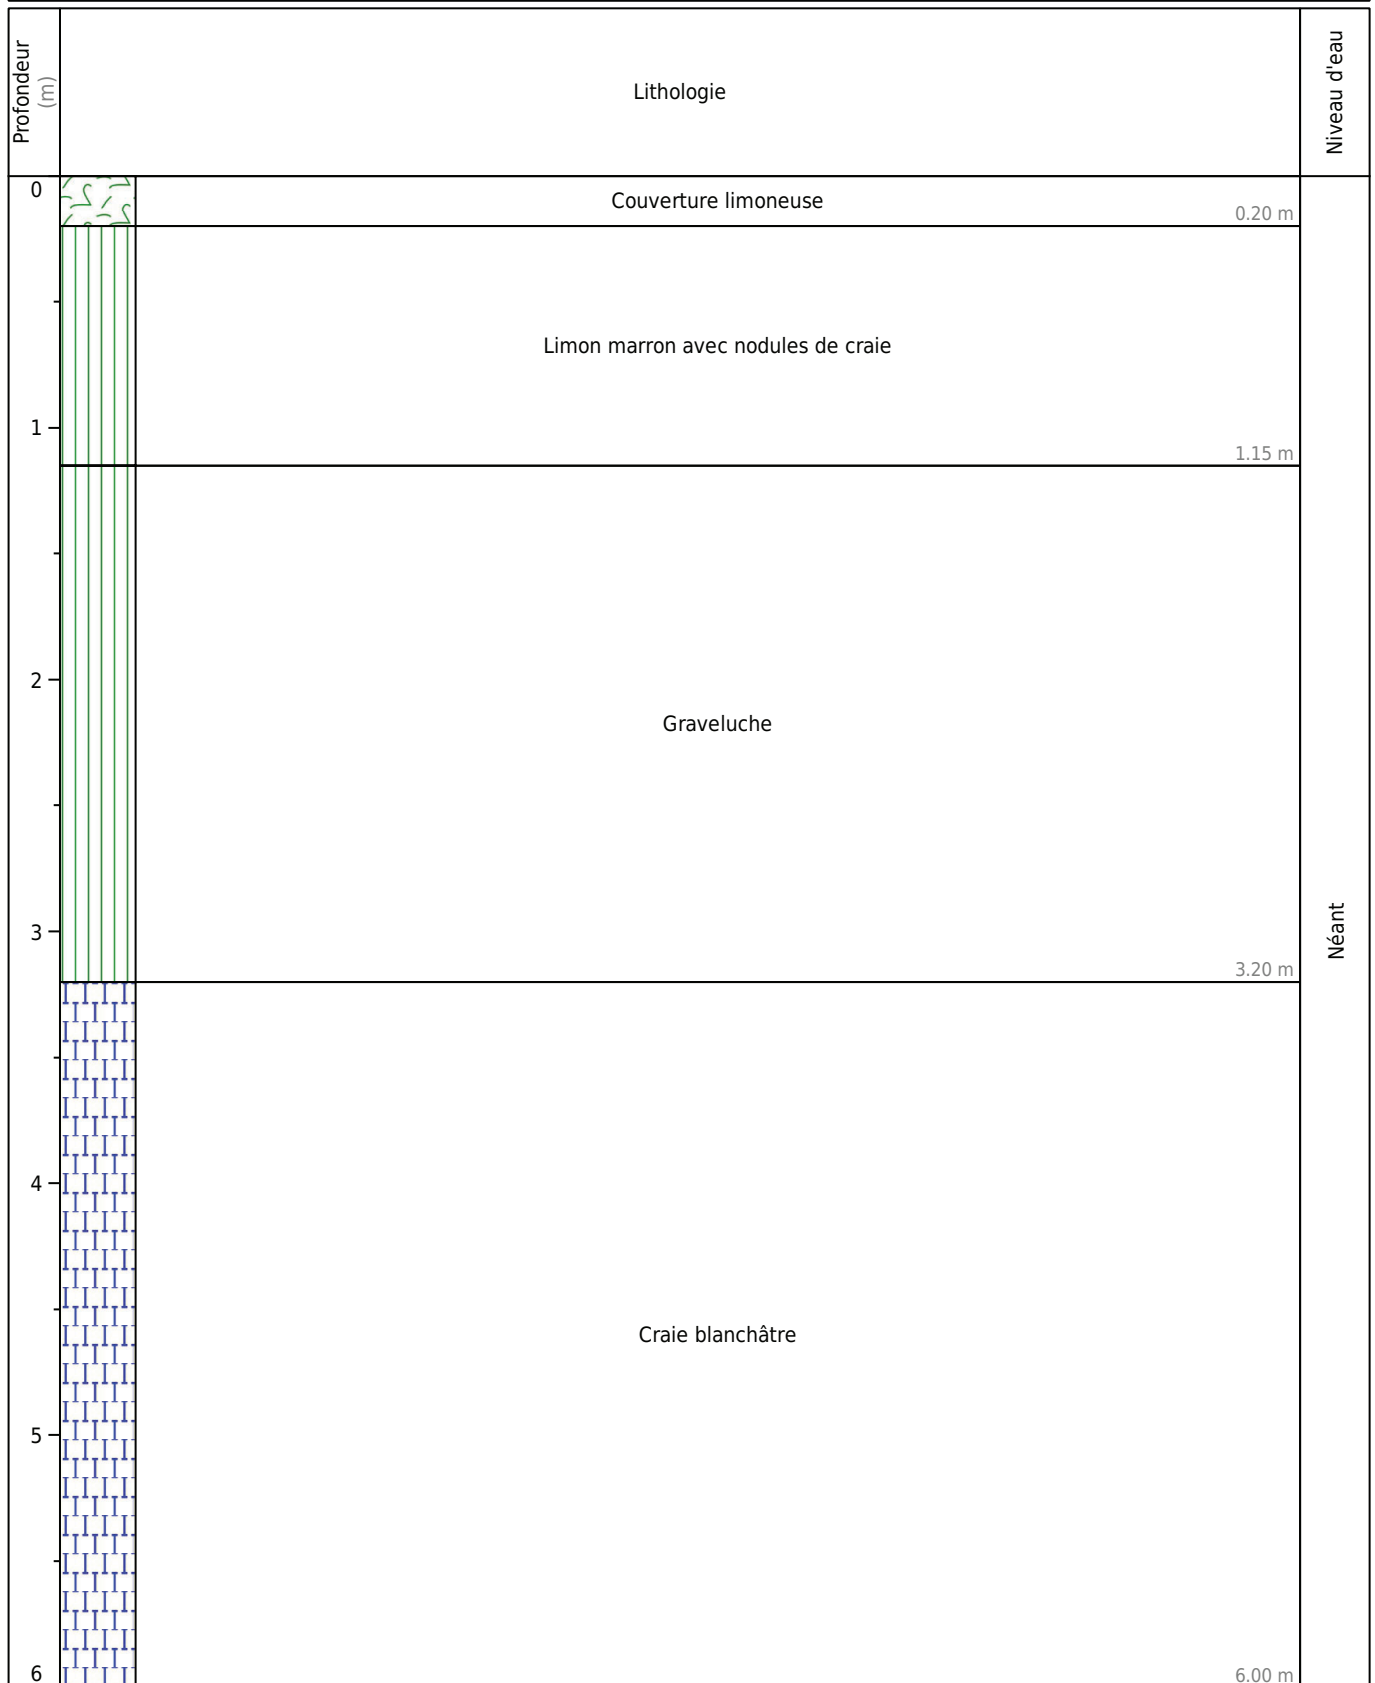 Profondeur
(m)
Lithologie
Niveau d'eau
0
Couverture limoneuse
0.20 m
Limon marron avec nodules de craie
1
1.15 m
2
Graveluche
3
Néant
3.20 m
4
Craie blanchâtre
5
6
6.00 m